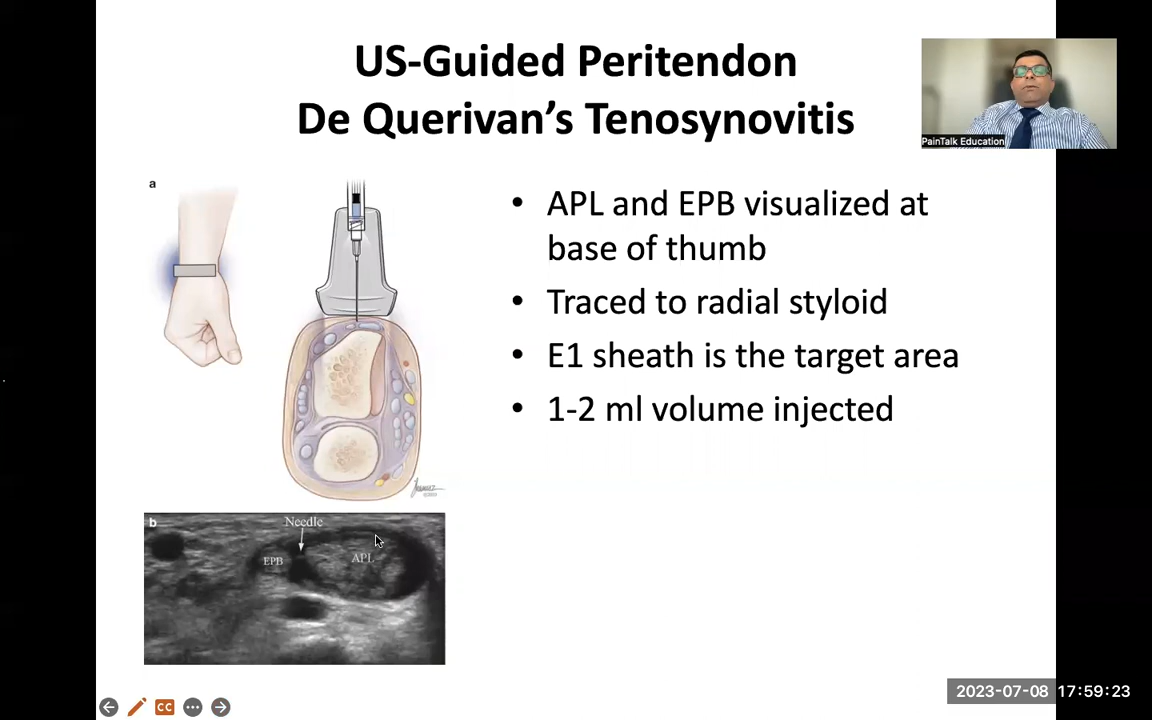 US-Guided Peritendon
De Querivan's Tenosynovitis
PainTalk Education
a
• APL and EPB visualized at
base of thumb
• Traced to radial styloid
• E1 sheath is the target area
• 1-2 ml volume injected
b
Needle
EPB
APL
CC
2023-07-08 17:59:23